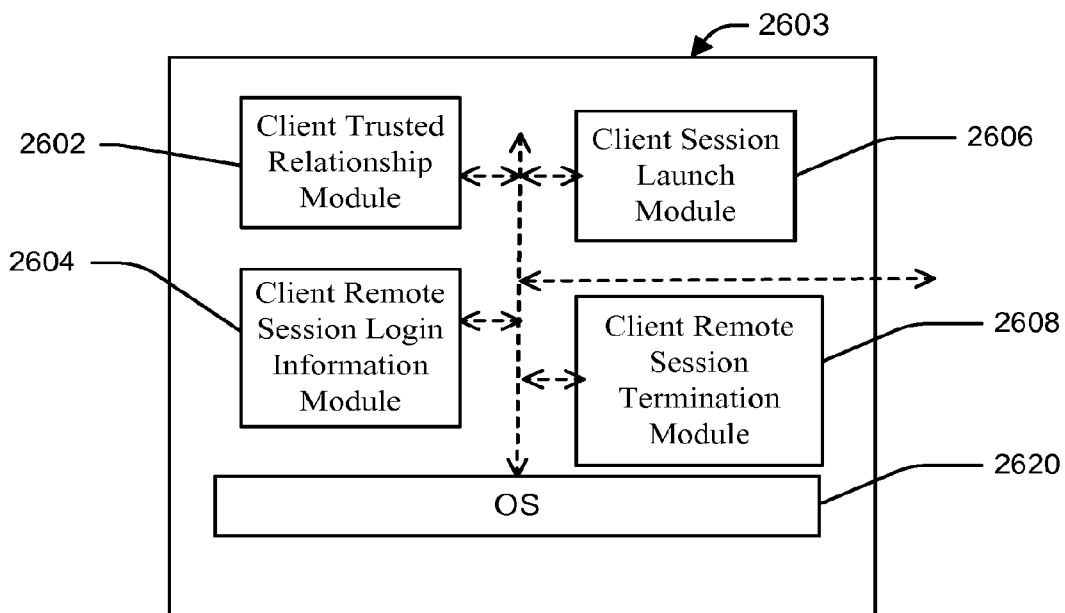 2603
2602
Client Trusted
Relationship
Module
Client Session
Launch
Module
2606
2604
Client Remote
Session Login
Information
Module
Client Remote
Session
Termination
Module
2608
OS
2620